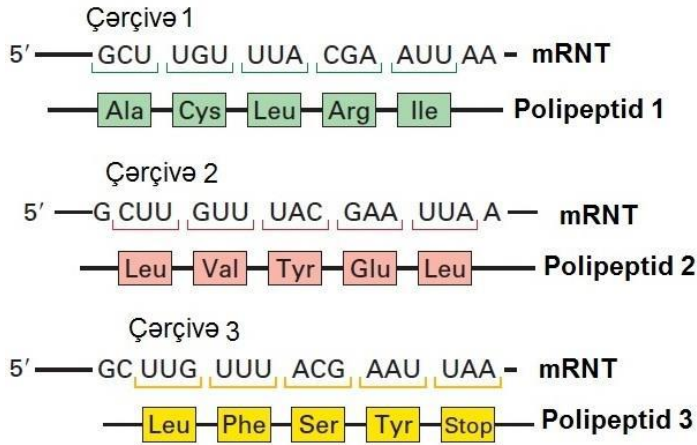 Çərçivə 1
5′ GCU UGU UUA CGA AUU AA mRNT
Ala Cys Leu Arg Ile Polipeptid 1
Çərçivə 2
5′ G CUU GUU UAC GAA UUA A mRNT
Leu Val Tyr Glu Leu Polipeptid 2
Çərçivə 3
5′ GC UUG UUU ACG AAU UAA mRNT
Leu Phe Ser Tyr Stop Polipeptid 3